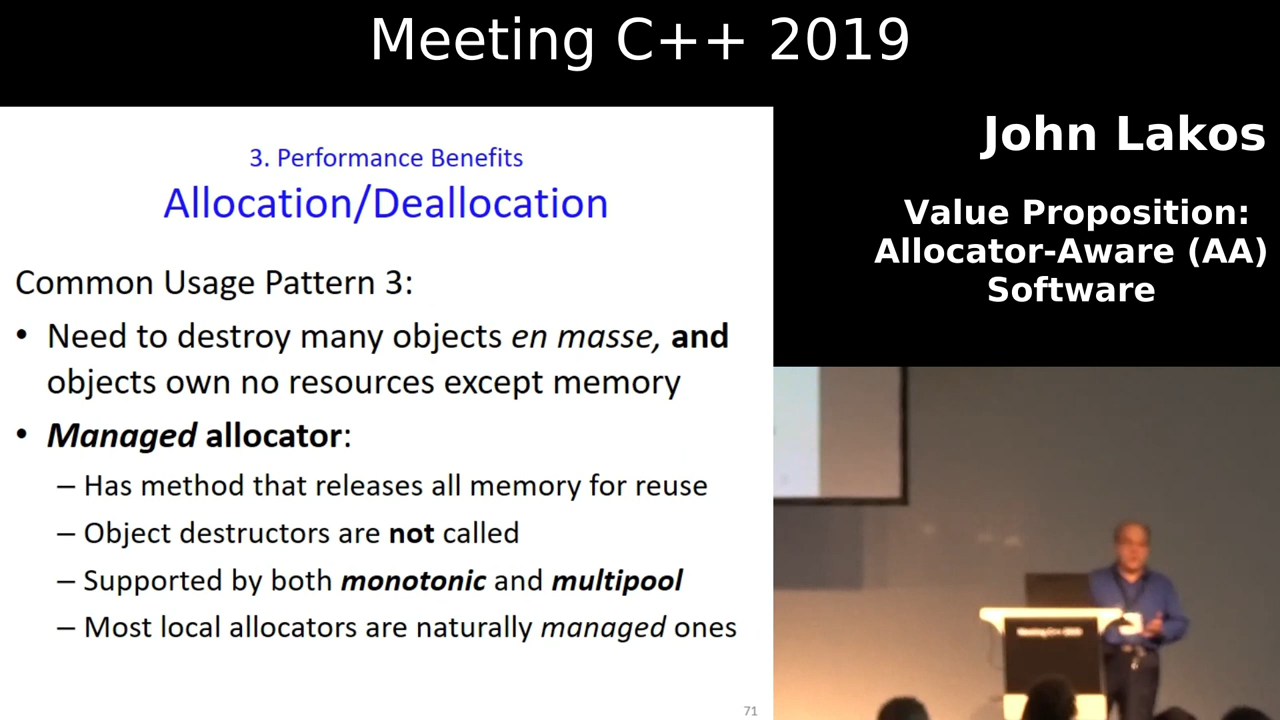 Meeting C++ 2019
3. Performance Benefits
Allocation/Deallocation
Common Usage Pattern 3:
• Need to destroy many objects en masse, and
objects own no resources except memory
• Managed allocator:
– Has method that releases all memory for reuse
– Object destructors are not called
– Supported by both monotonic and multipool
– Most local allocators are naturally managed ones
71
John Lakos
Value Proposition:
Allocator-Aware (AA)
Software
Meeting C++ 2019